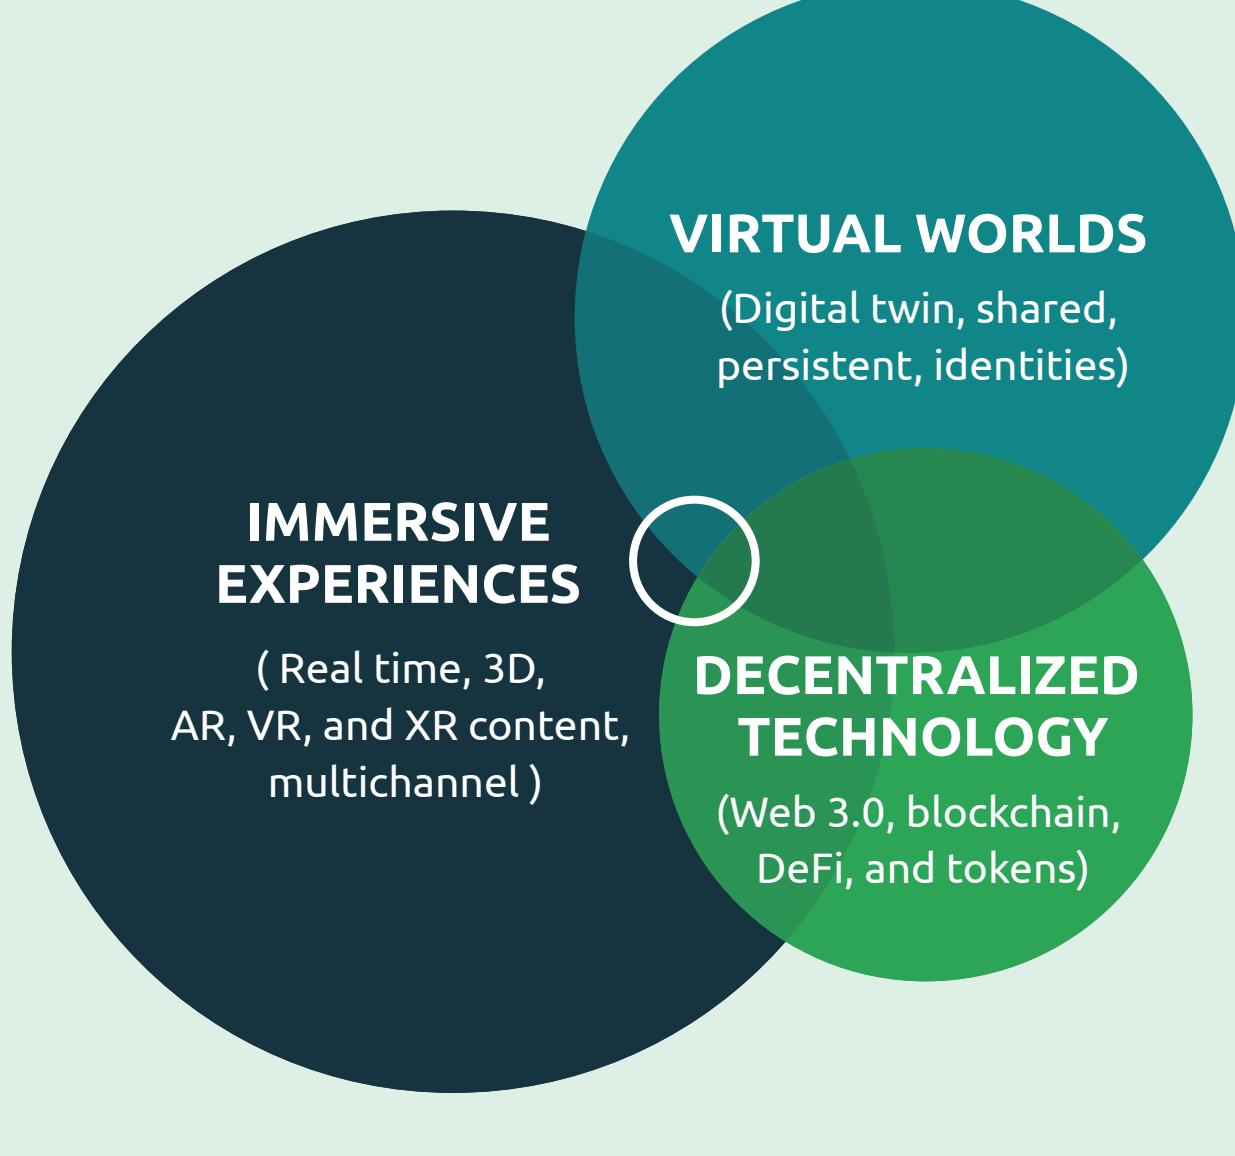 VIRTUAL WORLDS
(Digital twin, shared,
persistent, identities)
IMMERSIVE
EXPERIENCES
( Real time, 3D,
AR, VR, and XR content,
multichannel )
DECENTRALIZED
TECHNOLOGY
(Web 3.0, blockchain,
DeFi, and tokens)